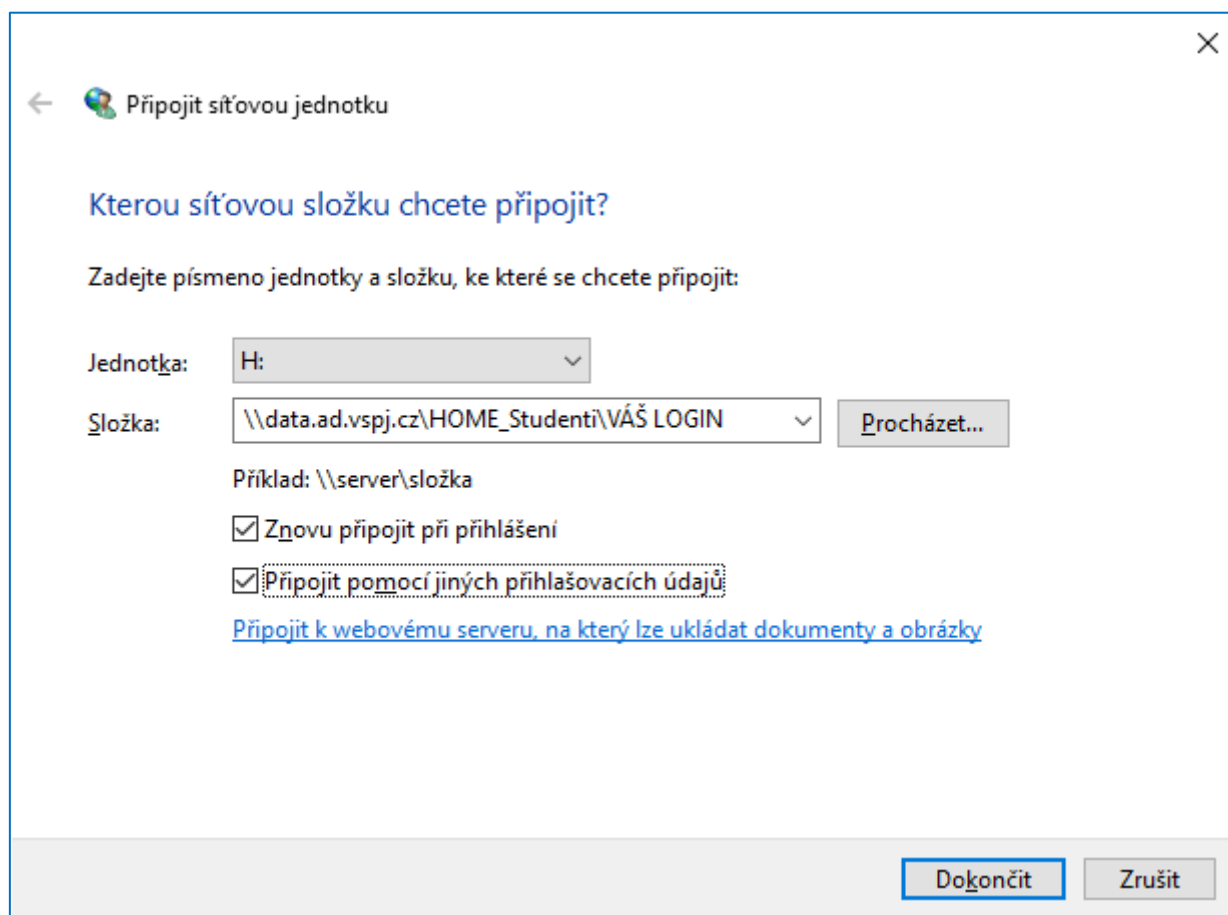 Připojit síťovou jednotku
Kterou síťovou složku chcete připojit?
Zadejte písmeno jednotky a složku, ke které se chcete připojit:
Jednotka: H:
Složka: \\data.ad.vspj.cz\HOME_Studenti\VÁŠ LOGIN Procházet...
Příklad: \\server\složka
Znovu připojit při přihlášení
Připojit pomocí jiných přihlašovacích údajů
Připojit k webovému serveru, na který lze ukládat dokumenty a obrázky
Dokončit Zrušit